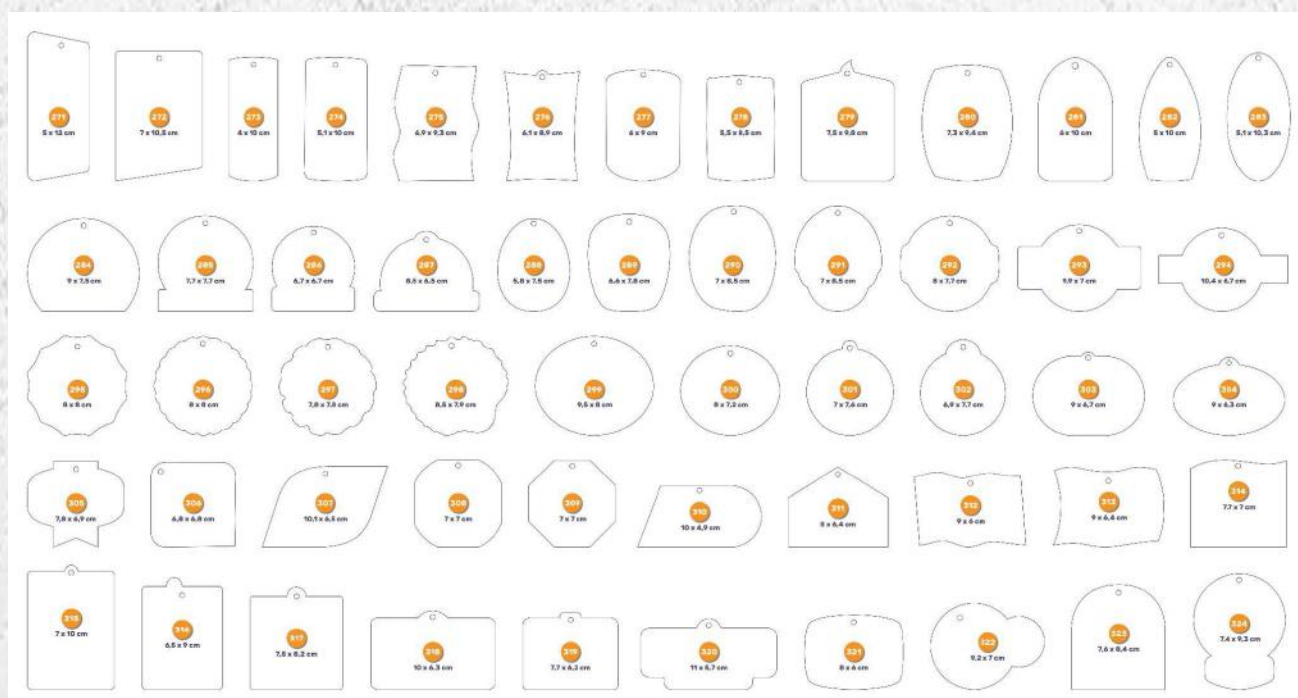 271
5 x 12 cm
272
7 x 10,5 cm
273
4 x 10 cm
274
5,1 x 10 cm
275
6,9 x 9,3 cm
276
6,1 x 8,9 cm
277
6 x 9 cm
278
5,5 x 8,5 cm
279
7,5 x 9,8 cm
280
7,3 x 9,4 cm
281
6 x 10 cm
282
5 x 10 cm
283
5,1 x 10,3 cm
284
9 x 7,5 cm
285
7,7 x 7,7 cm
286
6,7 x 6,7 cm
287
8,5 x 6,5 cm
288
5,8 x 7,5 cm
289
6,6 x 7,8 cm
290
7 x 8,5 cm
291
7 x 8,5 cm
292
8 x 7,7 cm
293
9,9 x 7 cm
294
10,4 x 6,7 cm
295
8 x 8 cm
296
8 x 8 cm
297
7,8 x 7,8 cm
298
8,5 x 7,9 cm
299
9,5 x 8 cm
300
8 x 7,2 cm
301
7 x 7,6 cm
302
6,9 x 7,7 cm
303
9 x 6,7 cm
304
9 x 6,3 cm
305
7,8 x 6,9 cm
306
6,8 x 6,8 cm
307
10,1 x 6,5 cm
308
7 x 7 cm
309
7 x 7 cm
310
10 x 4,9 cm
311
8 x 6,4 cm
312
9 x 6 cm
313
9 x 6,4 cm
314
7,7 x 7 cm
315
7 x 10 cm
316
6,5 x 9 cm
317
7,5 x 8,2 cm
318
10 x 6,3 cm
319
7,7 x 6,2 cm
320
11 x 5,7 cm
321
8 x 6 cm
322
9,2 x 7 cm
323
7,6 x 8,4 cm
324
7,4 x 9,3 cm